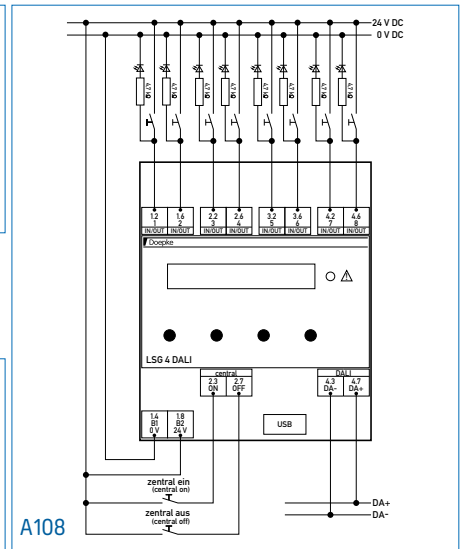 24 V DC
0 V DC
4.7 kΩ 4.7 kΩ 4.7 kΩ 4.7 kΩ 4.7 kΩ 4.7 kΩ 4.7 kΩ 4.7 kΩ
1.2 1.6 2.2 2.6 3.2 3.6 4.2 4.6
1 2 3 4 5 6 7 8
IN/OUT IN/OUT IN/OUT IN/OUT IN/OUT IN/OUT IN/OUT IN/OUT
Doepke
LSG 4 DALI
central DALI
2.3 2.7 4.3 4.7
ON OFF DA- DA+
1.4 1.8
B1 B2
0 V 24 V
USB
zentral ein
(central on)
zentral aus
(central off)
DA+
DA-
A108